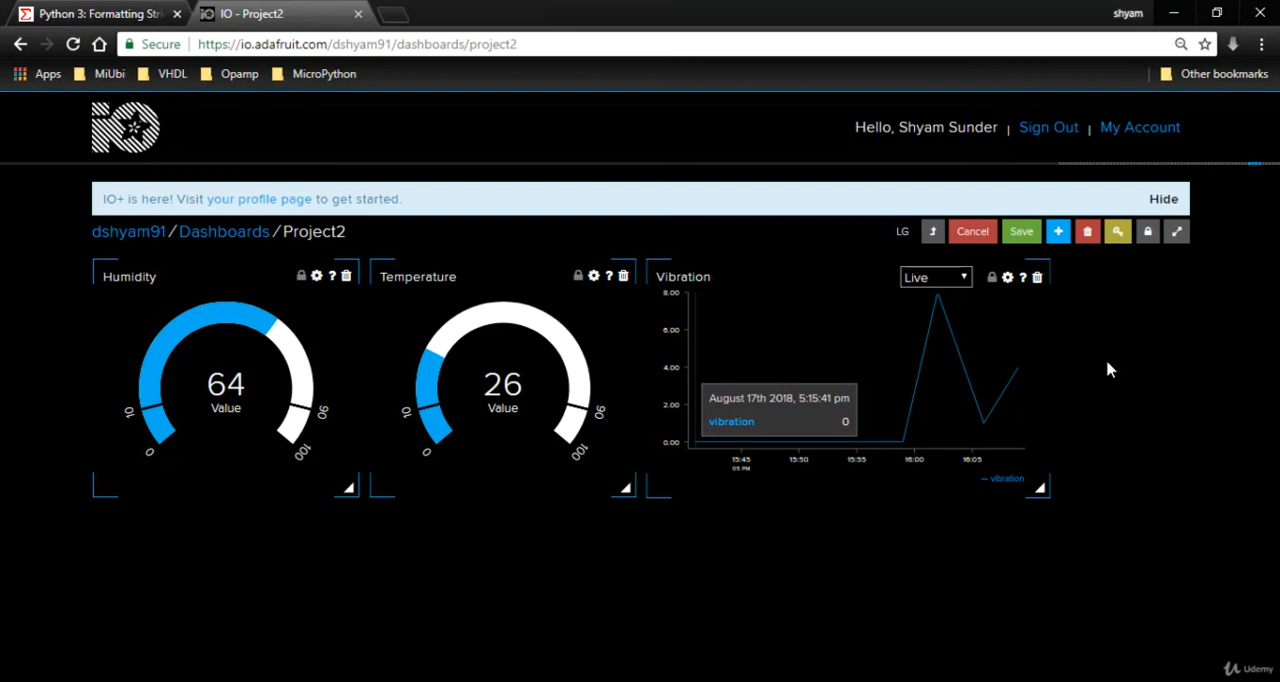 Python 3: Formatting Stri
IO - Project2
shyam
Secure
https://io.adafruit.com/dshyam91/dashboards/project2
Apps
MiUbi
VHDL
Opamp
MicroPython
Other bookmarks
Hello, Shyam Sunder | Sign Out | My Account
IO+ is here! Visit your profile page to get started.
Hide
dshyam91/Dashboards/Project2
LG
Cancel
Save
Humidity
64
Value
0
10
90
100
Temperature
26
Value
0
10
90
100
Vibration
Live
8.00
6.00
4.00
2.00
0.00
August 17th 2018, 5:15:41 pm
vibration 0
15:45
05 PM
15:50
15:55
16:00
16:05
vibration
Udemy